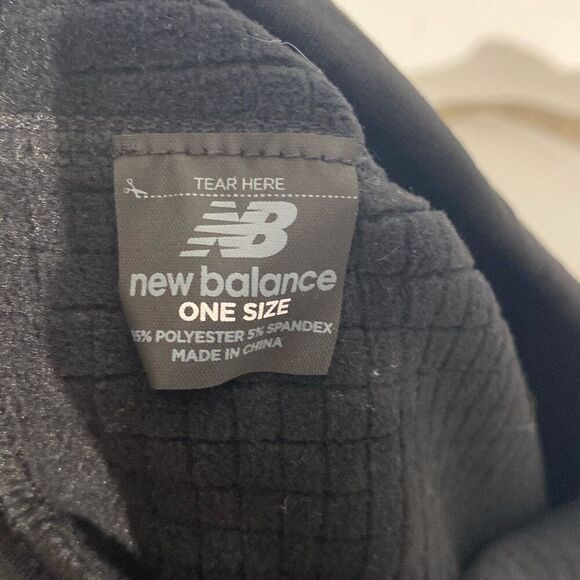 TEAR HERE
NB
new balance
ONE SIZE
5% POLYESTER 5% SPANDEX
MADE IN CHINA